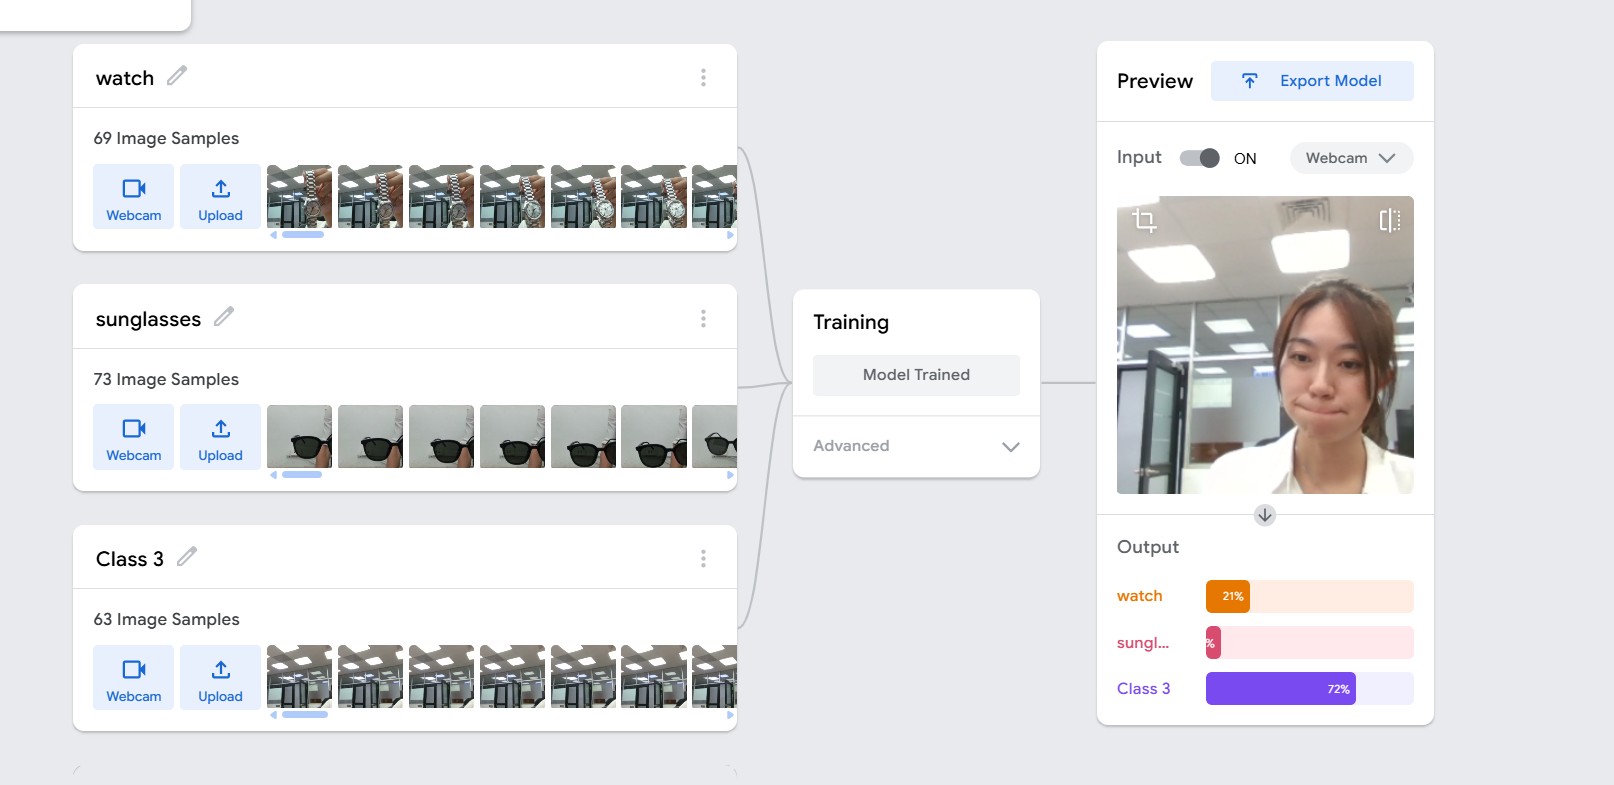 watch
69 Image Samples
Webcam
Upload
sunglasses
73 Image Samples
Webcam
Upload
Class 3
63 Image Samples
Webcam
Upload
Training
Model Trained
Advanced
Preview
Export Model
Input
ON
Webcam
Output
watch
21%
sungl...
%
Class 3
72%